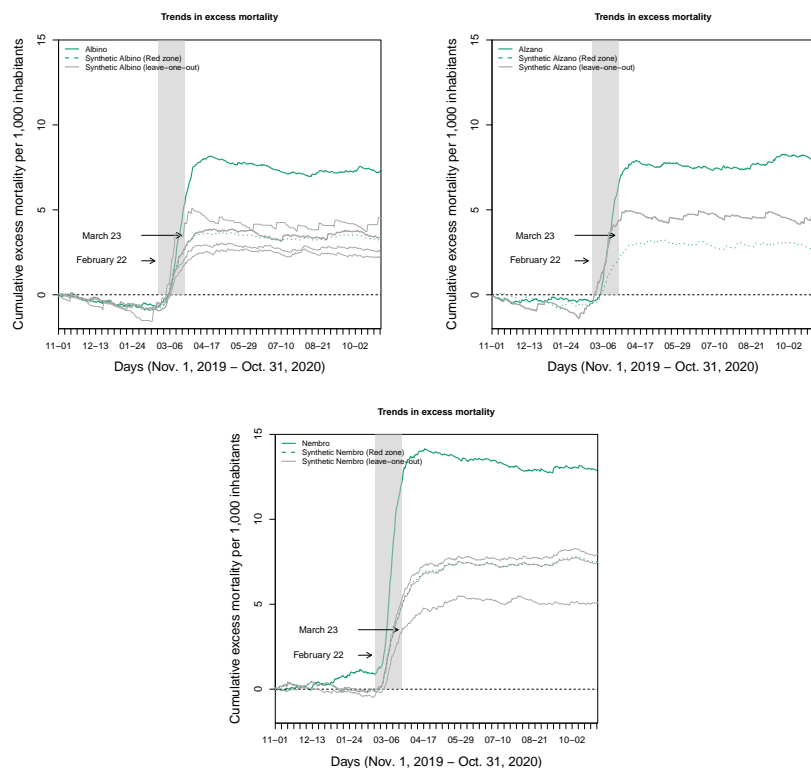 Trends in excess mortality
Cumulative excess mortality per 1,000 inhabitants
15
10
5
0
Albino
Synthetic Albino (Red zone)
Synthetic Albino (leave−one−out)
March 23
February 22
11−01 12−13 01−24 03−06 04−17 05−29 07−10 08−21 10−02
Days (Nov. 1, 2019 − Oct. 31, 2020)
Trends in excess mortality
Cumulative excess mortality per 1,000 inhabitants
15
10
5
0
Alzano
Synthetic Alzano (Red zone)
Synthetic Alzano (leave−one−out)
March 23
February 22
11−01 12−13 01−24 03−06 04−17 05−29 07−10 08−21 10−02
Days (Nov. 1, 2019 − Oct. 31, 2020)
Trends in excess mortality
Cumulative excess mortality per 1,000 inhabitants
15
10
5
0
Nembro
Synthetic Nembro (Red zone)
Synthetic Nembro (leave−one−out)
March 23
February 22
11−01 12−13 01−24 03−06 04−17 05−29 07−10 08−21 10−02
Days (Nov. 1, 2019 − Oct. 31, 2020)